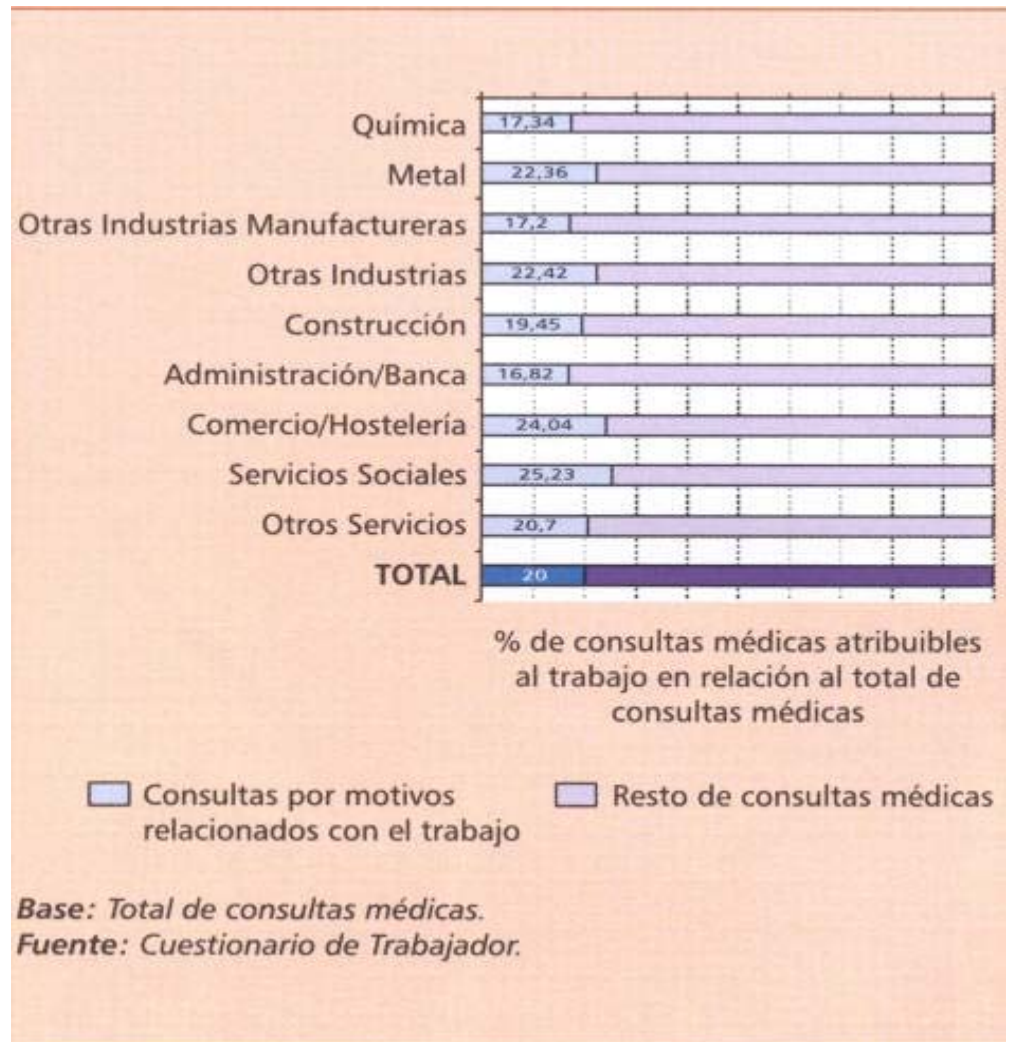 Química 17,34
Metal 22,36
Otras Industrias Manufactureras 17,2
Otras Industrias 22,42
Construcción 19,45
Administración/Banca 16,82
Comercio/Hostelería 24,04
Servicios Sociales 25,23
Otros Servicios 20,7
TOTAL 20
% de consultas médicas atribuibles
al trabajo en relación al total de
consultas médicas
Consultas por motivos
relacionados con el trabajo
Resto de consultas médicas
Base: Total de consultas médicas.
Fuente: Cuestionario de Trabajador.